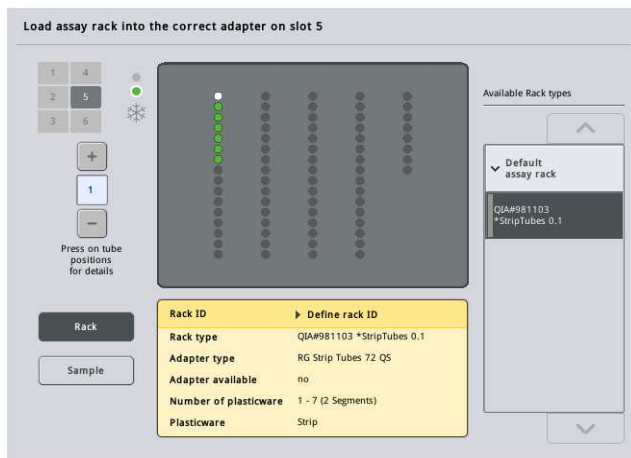 Load assay rack into the correct adapter on slot 5
1 4
2 5
3 6
+
1
−
Press on tube
positions
for details
Rack
Sample
Rack ID ▶ Define rack ID
Rack type QIA#981103 *StripTubes 0.1
Adapter type RG Strip Tubes 72 QS
Adapter available no
Number of plasticware 1 - 7 (2 Segments)
Plasticware Strip
Available Rack types
Default
assay rack
QIA#981103
*StripTubes 0.1